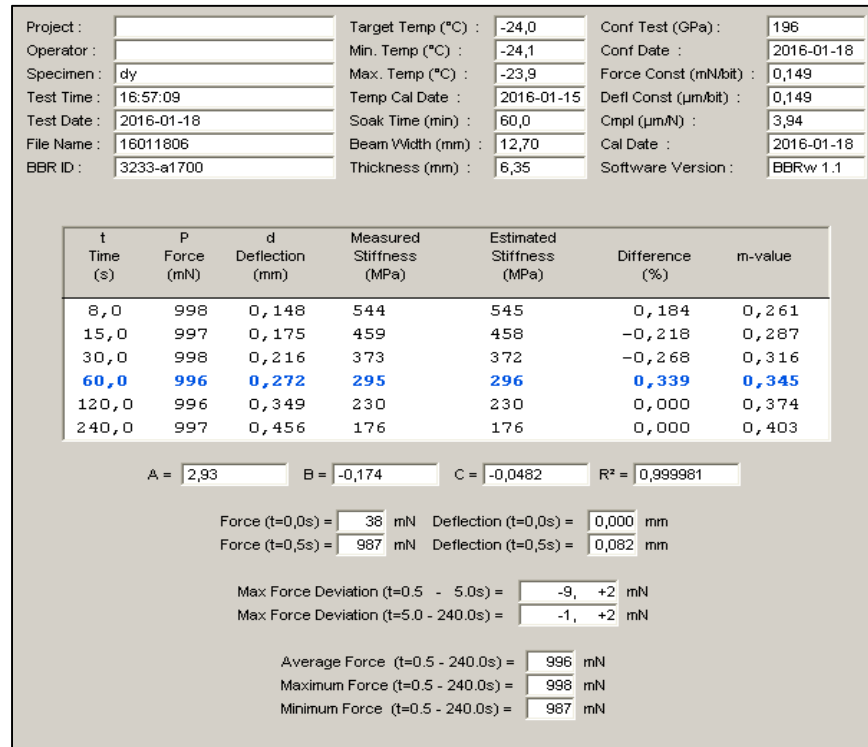 Project : Target Temp (°C) : -24,0 Conf Test (GPa) : 196
Operator : Min. Temp (°C) : -24,1 Conf Date : 2016-01-18
Specimen : dy Max. Temp (°C) : -23,9 Force Const (mN/bit) : 0,149
Test Time : 16:57:09 Temp Cal Date : 2016-01-15 Defl Const (µm/bit) : 0,149
Test Date : 2016-01-18 Soak Time (min) : 60,0 Cmpl (µm/N) : 3,94
File Name : 16011806 Beam Width (mm) : 12,70 Cal Date : 2016-01-18
BBR ID : 3233-a1700 Thickness (mm) : 6,35 Software Version : BBRw 1.1
t P d Measured Estimated
Time Force Deflection Stiffness Stiffness Difference m-value
(s) (mN) (mm) (MPa) (MPa) (%)
8,0 998 0,148 544 545 0,184 0,261
15,0 997 0,175 459 458 -0,218 0,287
30,0 998 0,216 373 372 -0,268 0,316
60,0 996 0,272 295 296 0,339 0,345
120,0 996 0,349 230 230 0,000 0,374
240,0 997 0,456 176 176 0,000 0,403
A = 2,93 B = -0,174 C = -0,0482 R² = 0,999981
Force (t=0,0s) = 38 mN Deflection (t=0,0s) = 0,000 mm
Force (t=0,5s) = 987 mN Deflection (t=0,5s) = 0,082 mm
Max Force Deviation (t=0.5 - 5.0s) = -9, +2 mN
Max Force Deviation (t=5.0 - 240.0s) = -1, +2 mN
Average Force (t=0.5 - 240.0s) = 996 mN
Maximum Force (t=0.5 - 240.0s) = 998 mN
Minimum Force (t=0.5 - 240.0s) = 987 mN